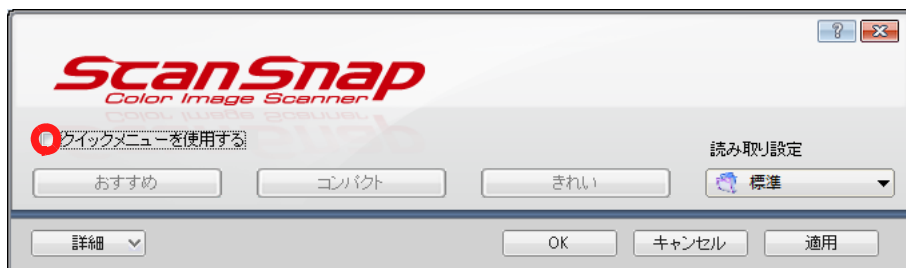 ScanSnap
Color Image Scanner
クイックメニューを使用する
読み取り設定
おすすめ
コンパクト
きれい
標準
詳細
OK
キャンセル
適用